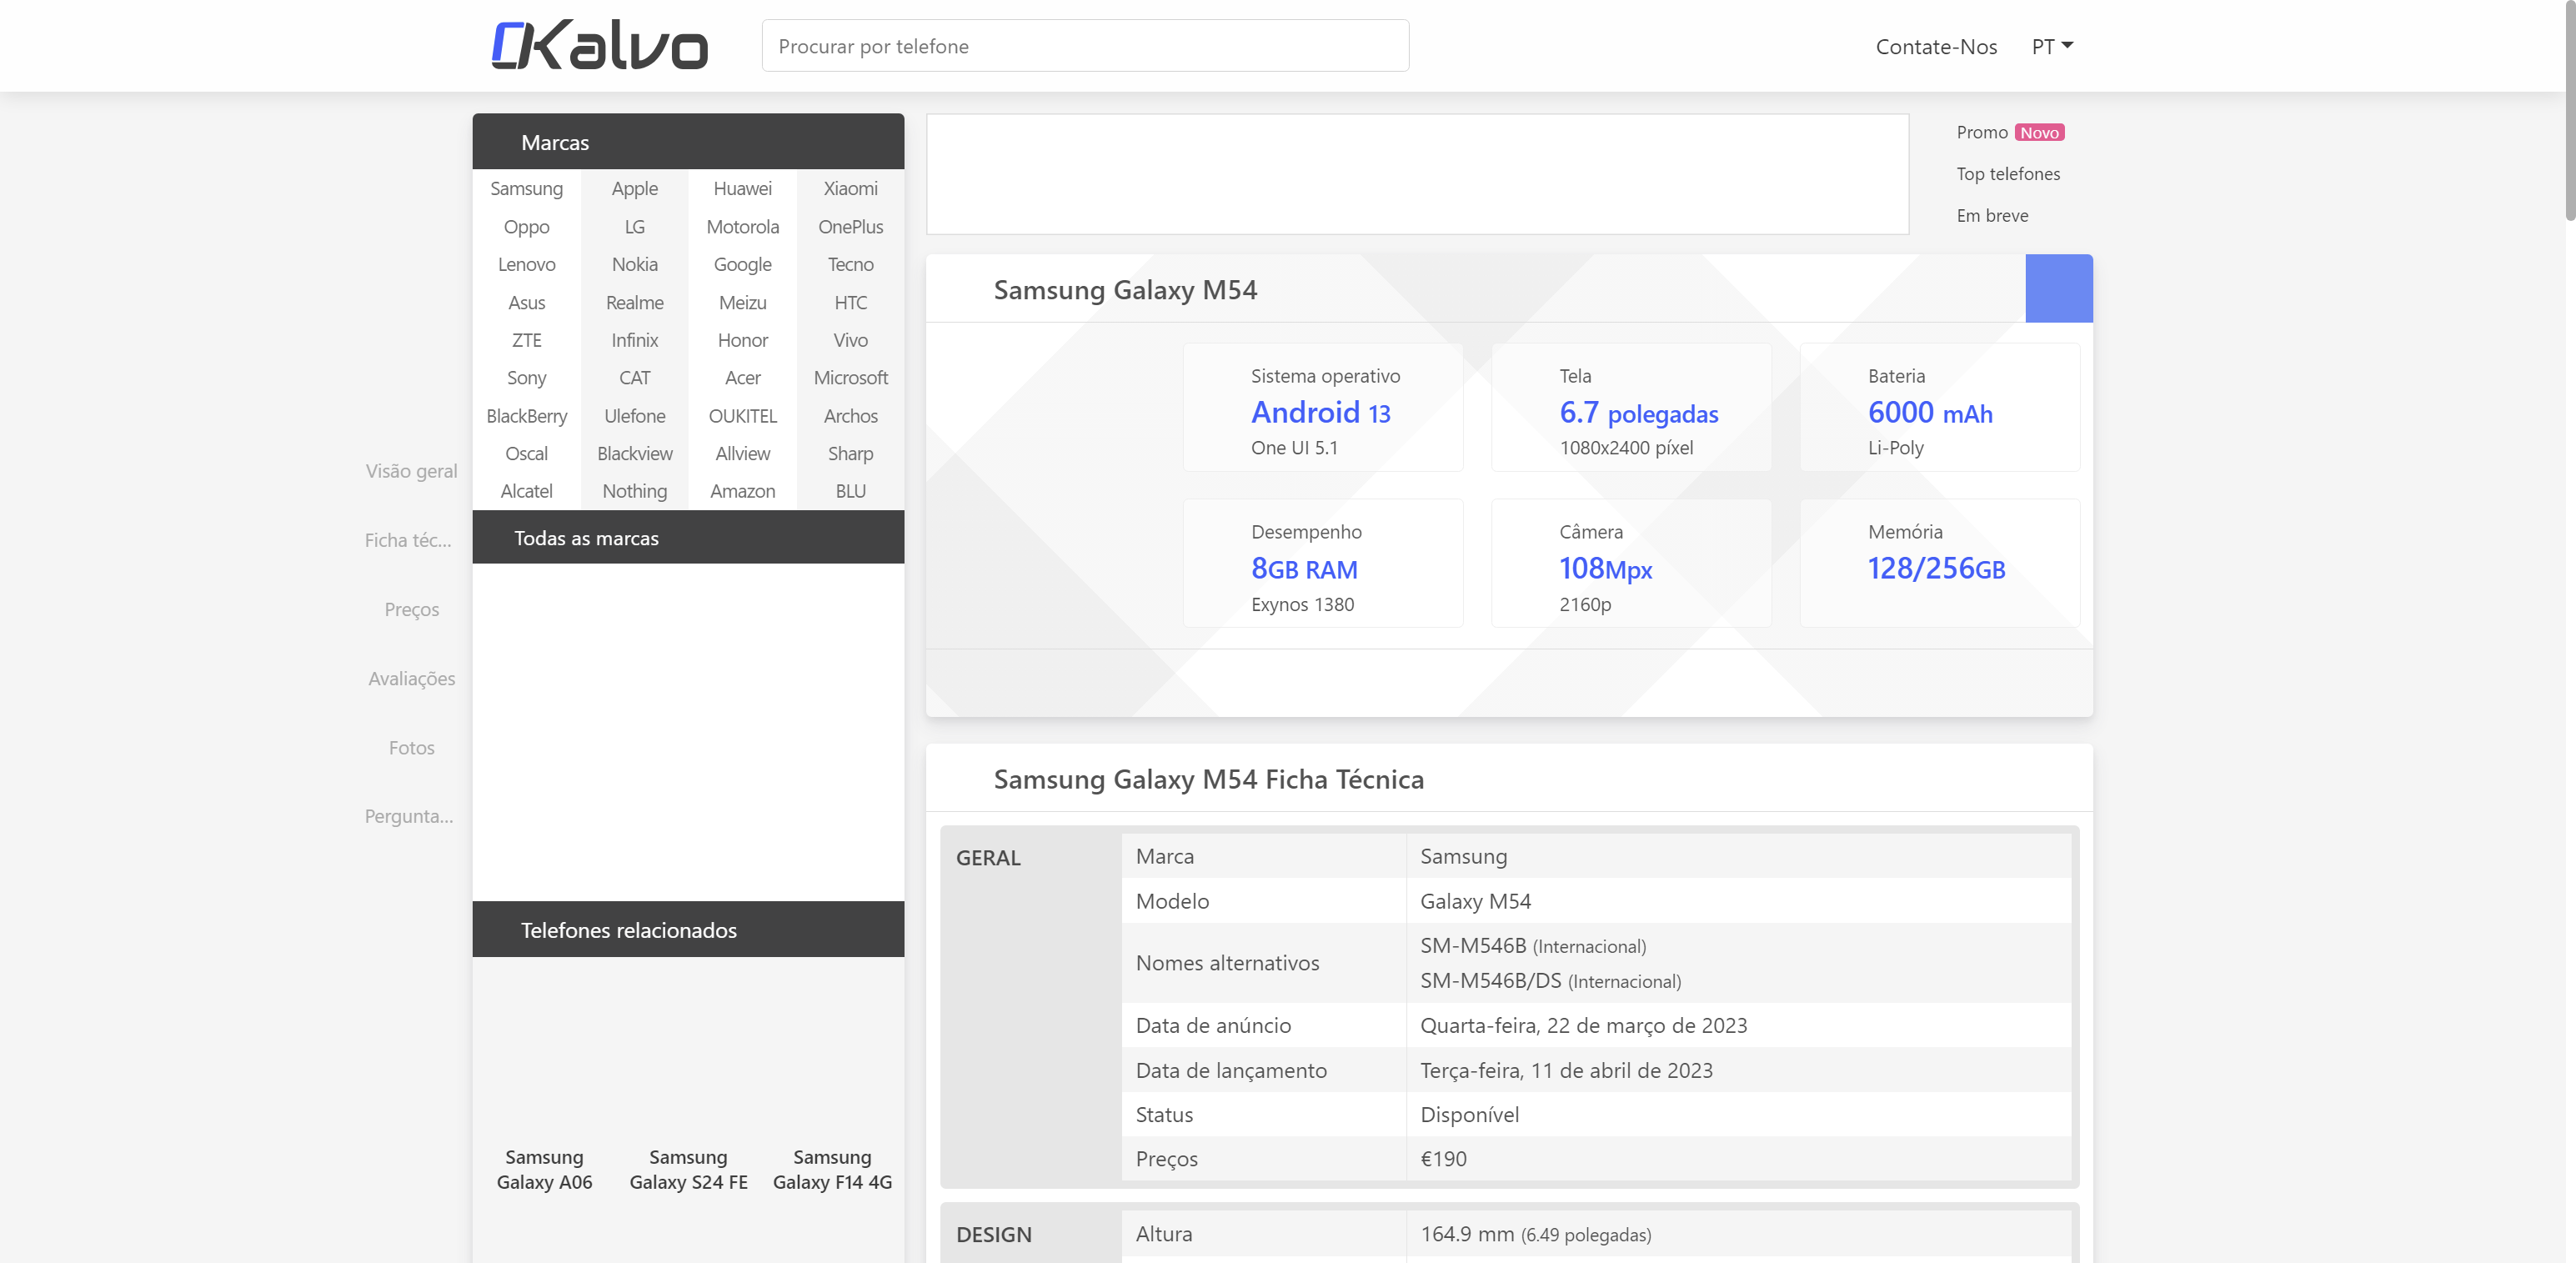 Kalvo
Procurar por telefone
Contate-Nos
PT
Marcas
Samsung Apple Huawei Xiaomi
Oppo LG Motorola OnePlus
Lenovo Nokia Google Tecno
Asus Realme Meizu HTC
ZTE Infinix Honor Vivo
Sony CAT Acer Microsoft
BlackBerry Ulefone OUKITEL Archos
Oscal Blackview Allview Sharp
Alcatel Nothing Amazon BLU
Todas as marcas
Telefones relacionados
Samsung Galaxy A06
Samsung Galaxy S24 FE
Samsung Galaxy F14 4G
Visão geral
Ficha téc...
Preços
Avaliações
Fotos
Pergunta...
Promo Novo
Top telefones
Em breve
Samsung Galaxy M54
Sistema operativo
Android 13
One UI 5.1
Tela
6.7 polegadas
1080x2400 píxel
Bateria
6000 mAh
Li-Poly
Desempenho
8GB RAM
Exynos 1380
Câmera
108Mpx
2160p
Memória
128/256GB
Samsung Galaxy M54 Ficha Técnica
GERAL
Marca Samsung
Modelo Galaxy M54
Nomes alternativos
SM-M546B (Internacional)
SM-M546B/DS (Internacional)
Data de anúncio Quarta-feira, 22 de março de 2023
Data de lançamento Terça-feira, 11 de abril de 2023
Status Disponível
Preços €190
DESIGN
Altura 164.9 mm (6.49 polegadas)